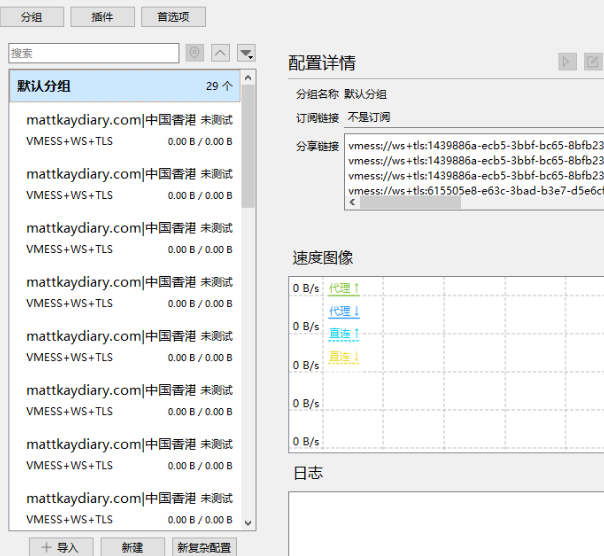 分组 插件 首选项
搜索
默认分组 29 个
mattkaydiary.com|中国香港 未测试
VMESS+WS+TLS 0.00 B / 0.00 B
mattkaydiary.com|中国香港 未测试
VMESS+WS+TLS 0.00 B / 0.00 B
mattkaydiary.com|中国香港 未测试
VMESS+WS+TLS 0.00 B / 0.00 B
mattkaydiary.com|中国香港 未测试
VMESS+WS+TLS 0.00 B / 0.00 B
mattkaydiary.com|中国香港 未测试
VMESS+WS+TLS 0.00 B / 0.00 B
mattkaydiary.com|中国香港 未测试
VMESS+WS+TLS 0.00 B / 0.00 B
mattkaydiary.com|中国香港 未测试
VMESS+WS+TLS 0.00 B / 0.00 B
mattkaydiary.com|中国香港 未测试
VMESS+WS+TLS 0.00 B / 0.00 B
导入 新建 新复杂配置
配置详情
分组名称 默认分组
订阅链接 不是订阅
分享链接 vmess://ws+tls:1439886a-ecb5-3bbf-bc65-8bfb23
vmess://ws+tls:1439886a-ecb5-3bbf-bc65-8bfb23
vmess://ws+tls:1439886a-ecb5-3bbf-bc65-8bfb23
vmess://ws+tls:615505e8-e63c-3bad-b3e7-d5e6cf
速度图像
0 B/s 代理 ↑
代理 ↓
0 B/s 直连 ↑
直连 ↓
0 B/s
0 B/s
0 B/s
日志